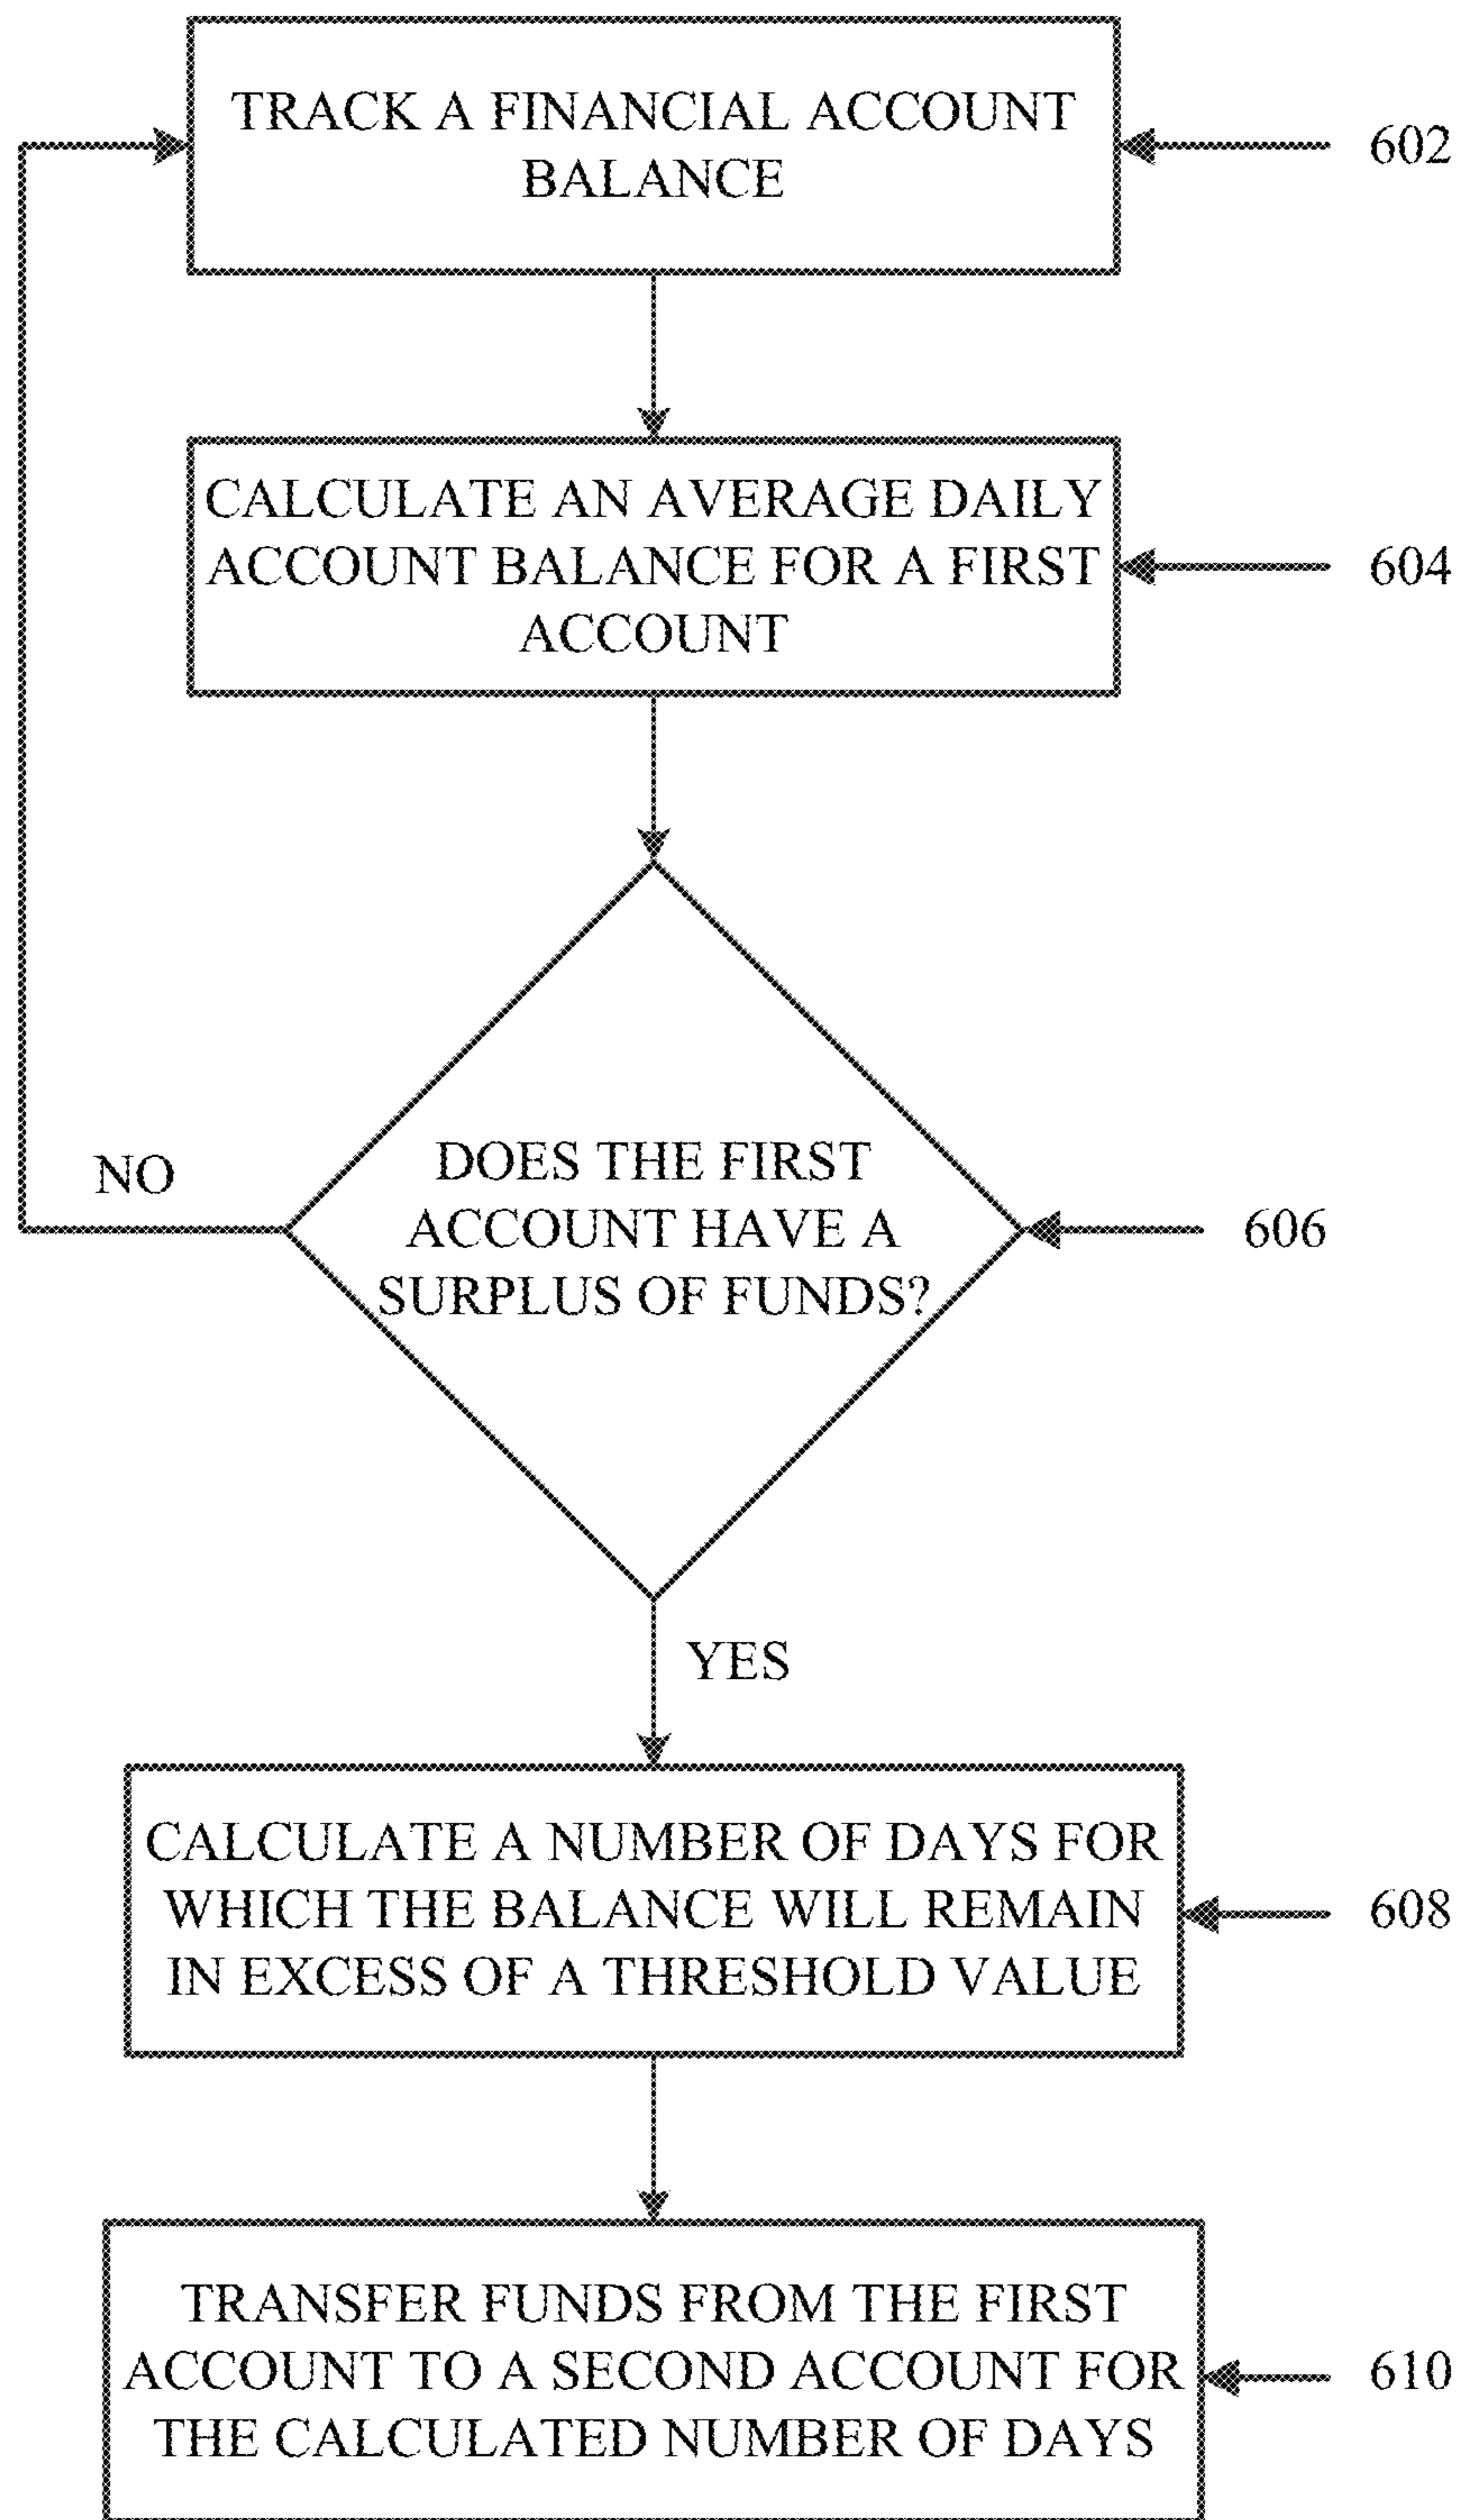 TRACK A FINANCIAL ACCOUNT
BALANCE
602
CALCULATE AN AVERAGE DAILY
ACCOUNT BALANCE FOR A FIRST
ACCOUNT
604
NO
DOES THE FIRST
ACCOUNT HAVE A
SURPLUS OF FUNDS?
606
YES
CALCULATE A NUMBER OF DAYS FOR
WHICH THE BALANCE WILL REMAIN
IN EXCESS OF A THRESHOLD VALUE
608
TRANSFER FUNDS FROM THE FIRST
ACCOUNT TO A SECOND ACCOUNT FOR
THE CALCULATED NUMBER OF DAYS
610